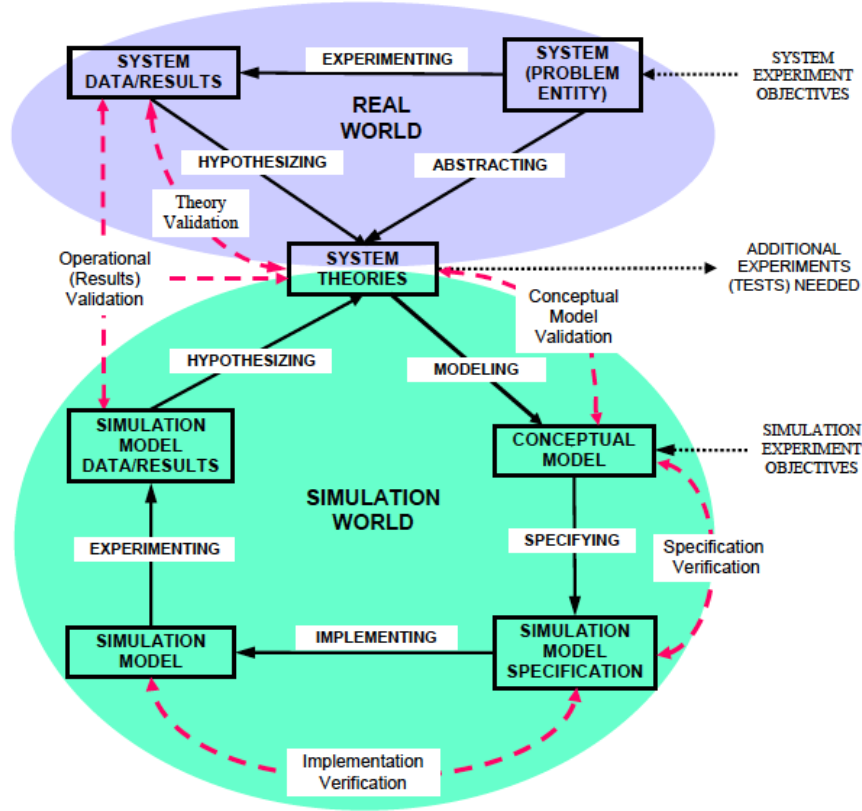 SYSTEM
DATA/RESULTS
EXPERIMENTING
SYSTEM
(PROBLEM
ENTITY)
SYSTEM
EXPERIMENT
OBJECTIVES
REAL
WORLD
HYPOTHESIZING
ABSTRACTING
Theory
Validation
SYSTEM
THEORIES
Operational
(Results)
Validation
ADDITIONAL
EXPERIMENTS
(TESTS) NEEDED
Conceptual
Model
Validation
HYPOTHESIZING
MODELING
SIMULATION
MODEL
DATA/RESULTS
CONCEPTUAL
MODEL
SIMULATION
EXPERIMENT
OBJECTIVES
SIMULATION
WORLD
EXPERIMENTING
SPECIFYING
Specification
Verification
SIMULATION
MODEL
IMPLEMENTING
SIMULATION
MODEL
SPECIFICATION
Implementation
Verification